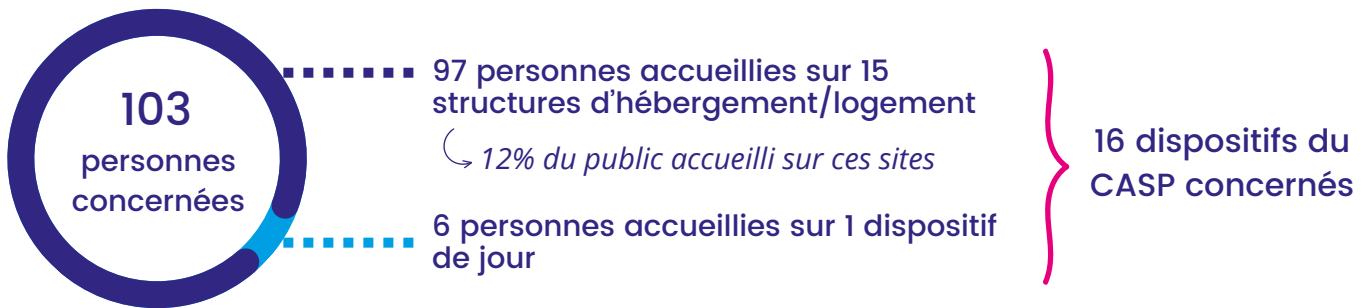 103
personnes
concernées
97 personnes accueillies sur 15
structures d'hébergement/logement
12% du public accueilli sur ces sites
6 personnes accueillies sur 1 dispositif
de jour
16 dispositifs du
CASP concernés